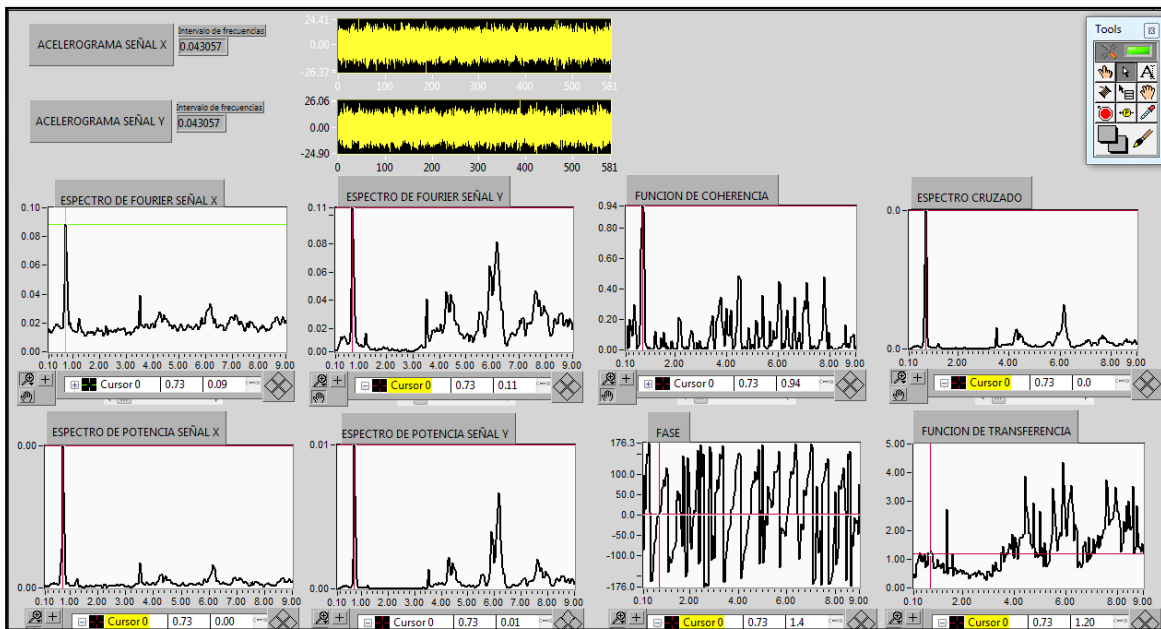 ACELEROGRAMA SEÑAL X
Intervalo de frecuencias
0.043057
24.41
0.00
-26.37
0 100 200 300 400 500 581
Tools
ACELEROGRAMA SEÑAL Y
Intervalo de frecuencias
0.043057
26.06
0.00
-24.90
0 100 200 300 400 500 581
ESPECTRO DE FOURIER SEÑAL X
0.10
0.08
0.06
0.04
0.02
0.00
0.10 1.00 2.00 3.00 4.00 5.00 6.00 7.00 8.00 9.00
Cursor 0 0.73 0.09
ESPECTRO DE FOURIER SEÑAL Y
0.11
0.08
0.06
0.04
0.02
0.00
0.10 1.00 2.00 3.00 4.00 5.00 6.00 7.00 8.00 9.00
Cursor 0 0.73 0.11
FUNCION DE COHERENCIA
0.94
0.80
0.60
0.40
0.20
0.00
0.10 2.00 4.00 6.00 8.00 9.00
Cursor 0 0.73 0.94
ESPECTRO CRUZADO
0.0
0.0
0.10 1.00 2.00 3.00 4.00 5.00 6.00 7.00 8.00 9.00
Cursor 0 0.73 0.0
ESPECTRO DE POTENCIA SEÑAL X
0.00
0.00
0.10 1.00 2.00 3.00 4.00 5.00 6.00 7.00 8.00 9.00
Cursor 0 0.73 0.00
ESPECTRO DE POTENCIA SEÑAL Y
0.01
0.00
0.10 1.00 2.00 3.00 4.00 5.00 6.00 7.00 8.00 9.00
Cursor 0 0.73 0.01
FASE
176.3
100.0
50.0
0.0
-50.0
-100.0
-176.0
0.10 2.00 4.00 6.00 8.00 9.00
Cursor 0 0.73 1.4
FUNCION DE TRANSFERENCIA
5.00
4.00
3.00
2.00
1.00
0.00
0.10 2.00 4.00 6.00 8.00 9.00
Cursor 0 0.73 1.20